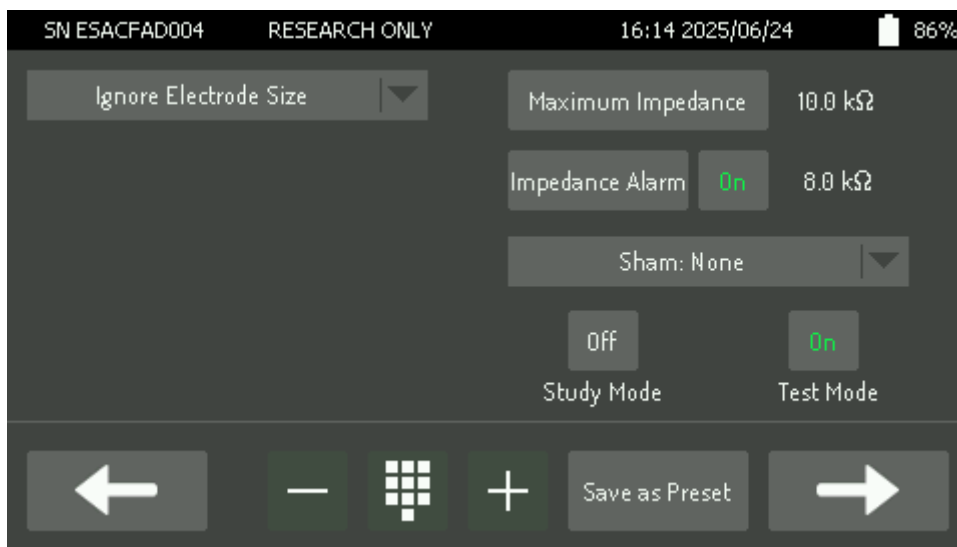 SN ESACFAD004 RESEARCH ONLY 16:14 2025/06/24 86%
Ignore Electrode Size
Maximum Impedance 10.0 kΩ
Impedance Alarm On 8.0 kΩ
Sham: None
Off On
Study Mode Test Mode
Save as Preset